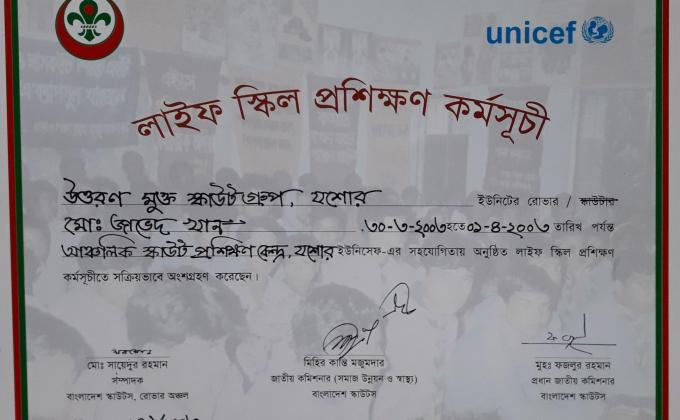 unicef
লাইফ স্কিল প্রশিক্ষণ কর্মসূচী
উত্তরণ মুক্ত স্কাউট গ্রুপ, যশোর ইউনিটের রোভার / স্কাউটার
মোঃ জাভেদ খান ৩০-৩-২০০৬ হতে ০১-৪-২০০৬ তারিখ পর্যন্ত
আঞ্চলিক স্কাউট প্রশিক্ষণ কেন্দ্র, যশোর ইউনিসেফ-এর সহযোগিতায় অনুষ্ঠিত লাইফ স্কিল প্রশিক্ষণ
কর্মসূচীতে সক্রিয়ভাবে অংশগ্রহণ করেছেন।
মোঃ সায়েদুর রহমান
সম্পাদক
বাংলাদেশ স্কাউটস, রোভার অঞ্চল
মিহির কান্তি মজুমদার
জাতীয় কমিশনার (সমাজ উন্নয়ন ও স্বাস্থ্য)
বাংলাদেশ স্কাউটস
মুহঃ ফজলুর রহমান
প্রধান জাতীয় কমিশনার
বাংলাদেশ স্কাউটস